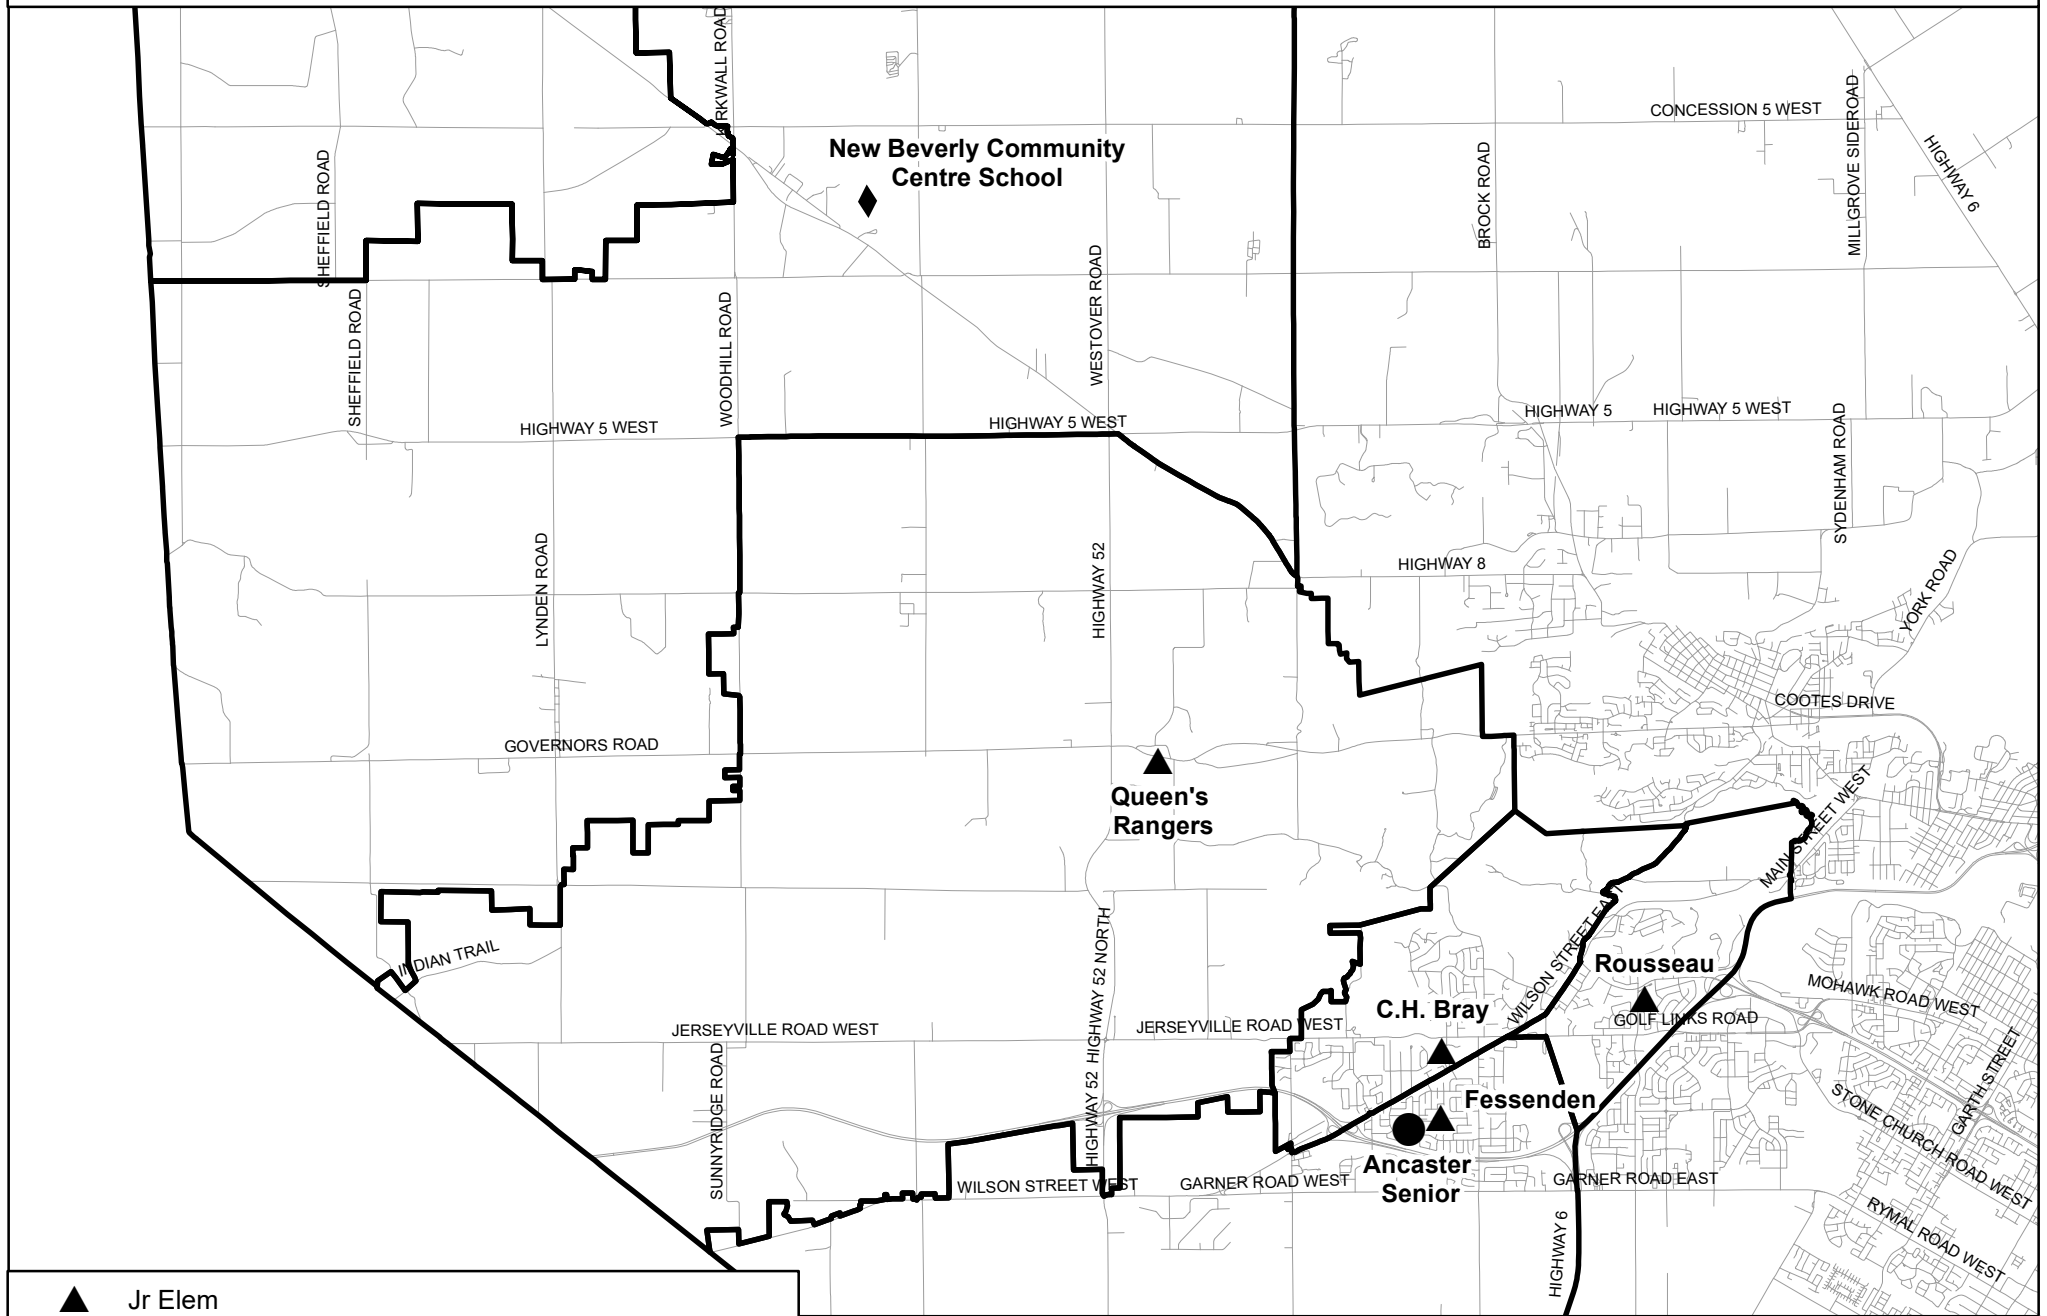 KIRKWALL ROAD
CONCESSION 5 WEST
MILLGROVE SIDEROAD
HIGHWAY 6
New Beverly Community
Centre School
SHEFFIELD ROAD
BROCK ROAD
WESTOVER ROAD
SHEFFIELD ROAD
WOODHILL ROAD
HIGHWAY 5 WEST
HIGHWAY 5 WEST
HIGHWAY 5
HIGHWAY 5 WEST
SYDENHAM ROAD
LYNDEN ROAD
HIGHWAY 52
HIGHWAY 8
YORK ROAD
COOTES DRIVE
GOVERNORS ROAD
Queen's
Rangers
MAIN STREET WEST
INDIAN TRAIL
HIGHWAY 52 NORTH
WILSON STREET EAST
Rousseau
MOHAWK ROAD WEST
C.H. Bray
GOLF LINKS ROAD
JERSEYVILLE ROAD WEST
JERSEYVILLE ROAD WEST
GARTH STREET
SUNNYRIDGE ROAD
HIGHWAY 52
Fessenden
STONE CHURCH ROAD WEST
Ancaster
Senior
WILSON STREET WEST
GARNER ROAD WEST
GARNER ROAD EAST
HIGHWAY 6
RYMAL ROAD WEST
Jr Elem